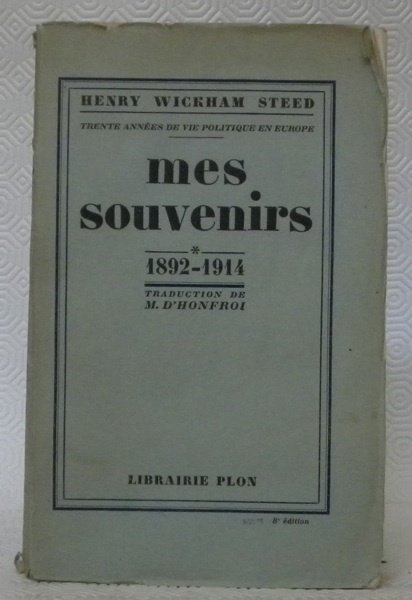 HENRY WICKHAM STEED
TRENTE ANNÉES DE VIE POLITIQUE EN EUROPE
mes
souvenirs
*
1892-1914
TRADUCTION DE
M. D'HONFROI
LIBRAIRIE PLON
8e édition